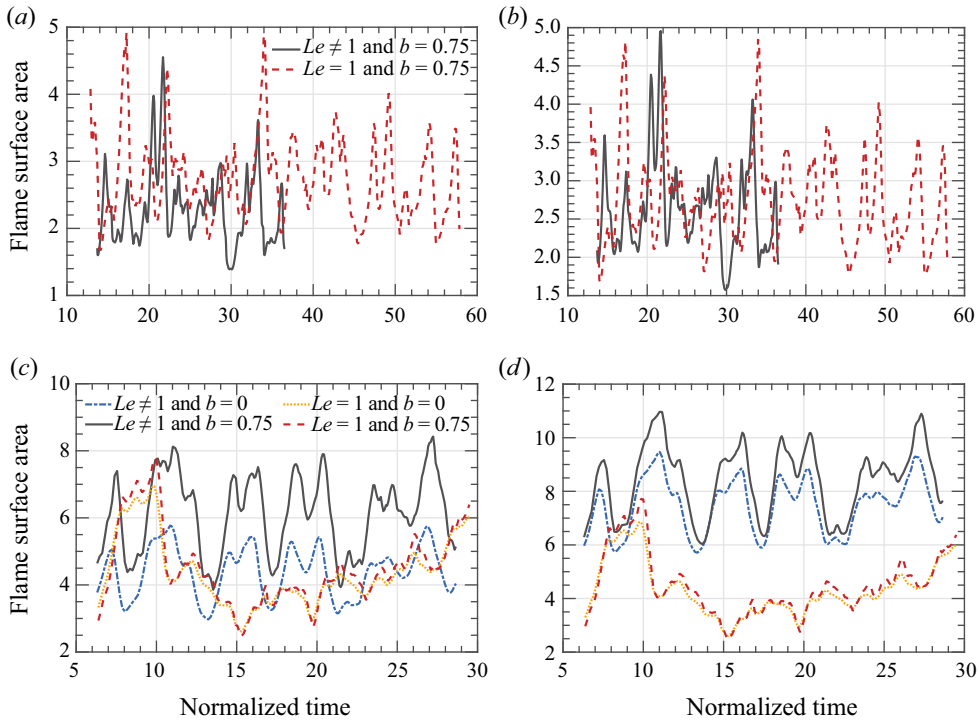 (a)
(b)
Flame surface area
5
4
3
2
1
Le ≠ 1 and b = 0.75
Le = 1 and b = 0.75
10 20 30 40 50 60
5.0
4.5
4.0
3.5
3.0
2.5
2.0
1.5
10 20 30 40 50 60
(c)
(d)
Flame surface area
10
8
6
4
2
Le ≠ 1 and b = 0
Le = 1 and b = 0
Le ≠ 1 and b = 0.75
Le = 1 and b = 0.75
5 10 15 20 25 30
Normalized time
12
10
8
6
4
2
5 10 15 20 25 30
Normalized time